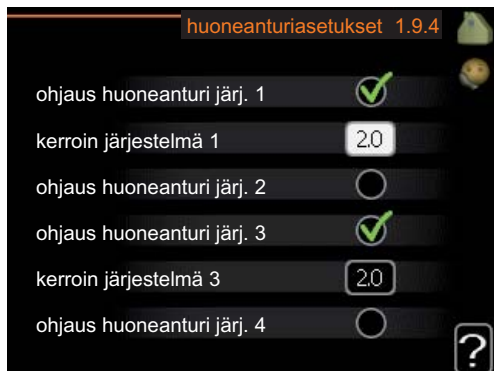 huoneanturiasetukset 1.9.4
ohjaus huoneanturi järj. 1
kerroin järjestelmä 1 2.0
ohjaus huoneanturi järj. 2
ohjaus huoneanturi järj. 3
kerroin järjestelmä 3 2.0
ohjaus huoneanturi järj. 4
?